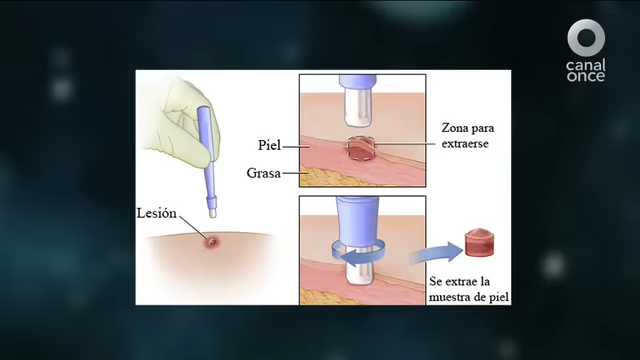 canal
once
Lesión
Piel
Grasa
Zona para
extraerse
Se extrae la
muestra de piel